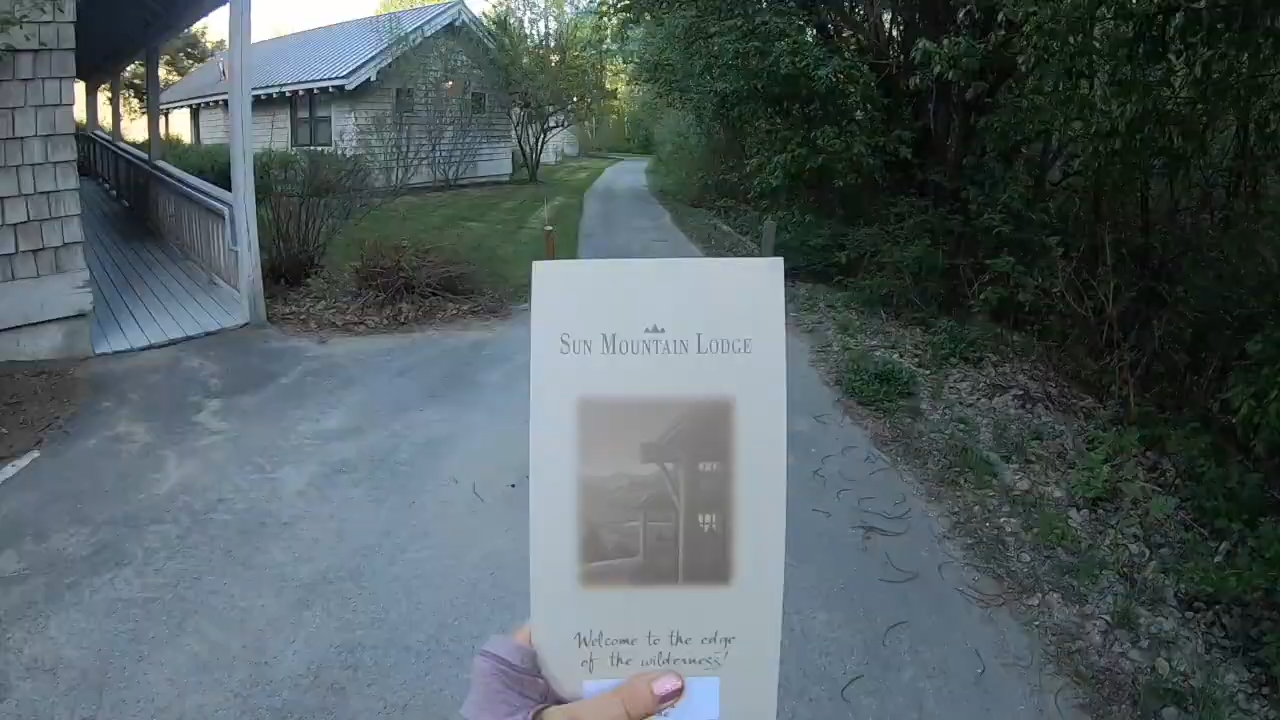 Sun Mountain Lodge
Welcome to the edge
of the wilderness!